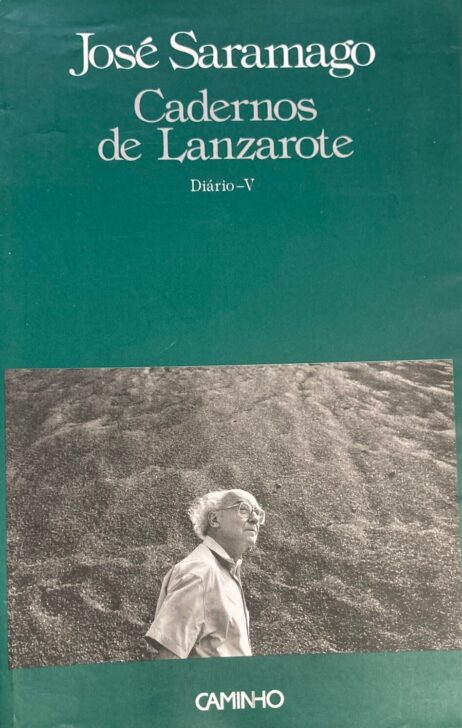 José Saramago
Cadernos
de Lanzarote
Diário-V
CAMINHO